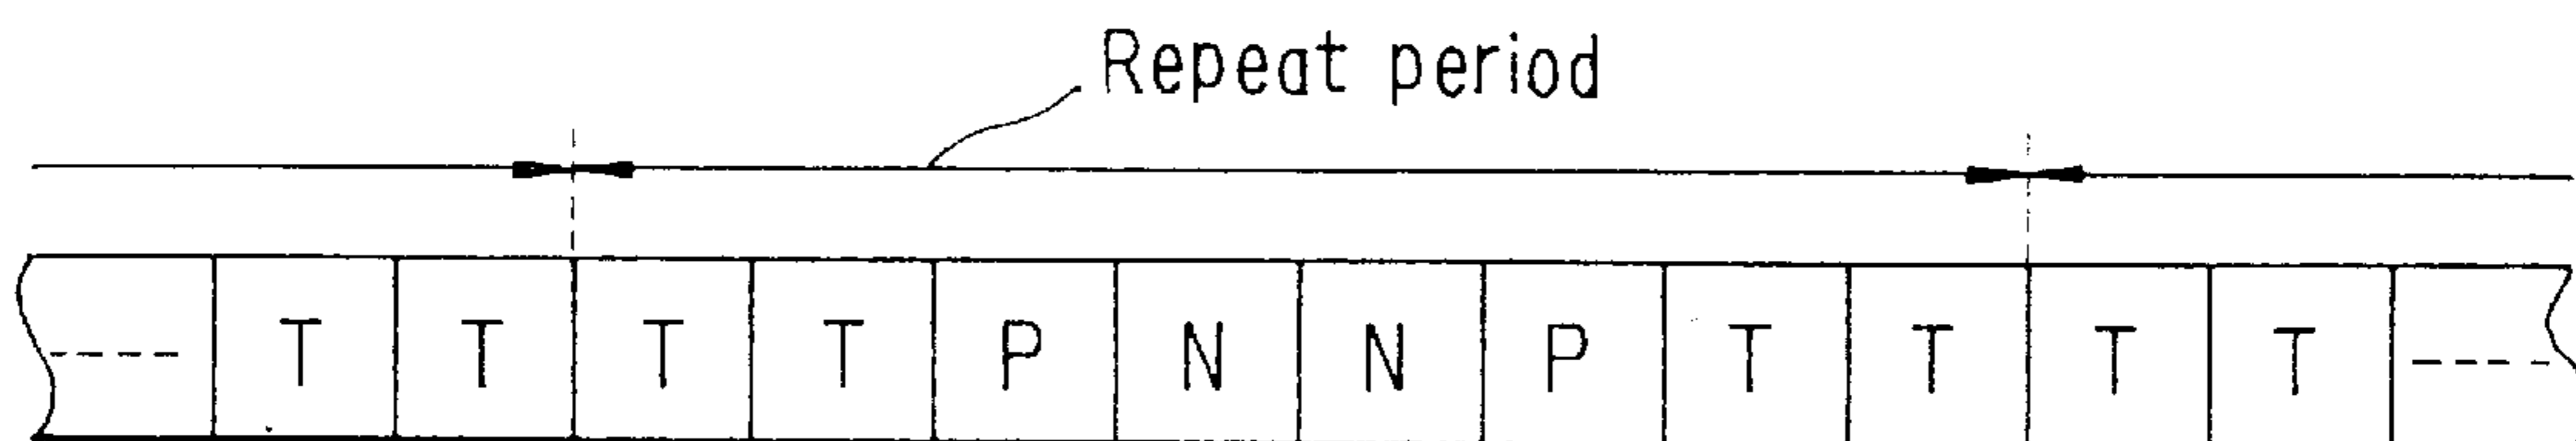 Repeat period
---- T T T T P N N P T T T T ----